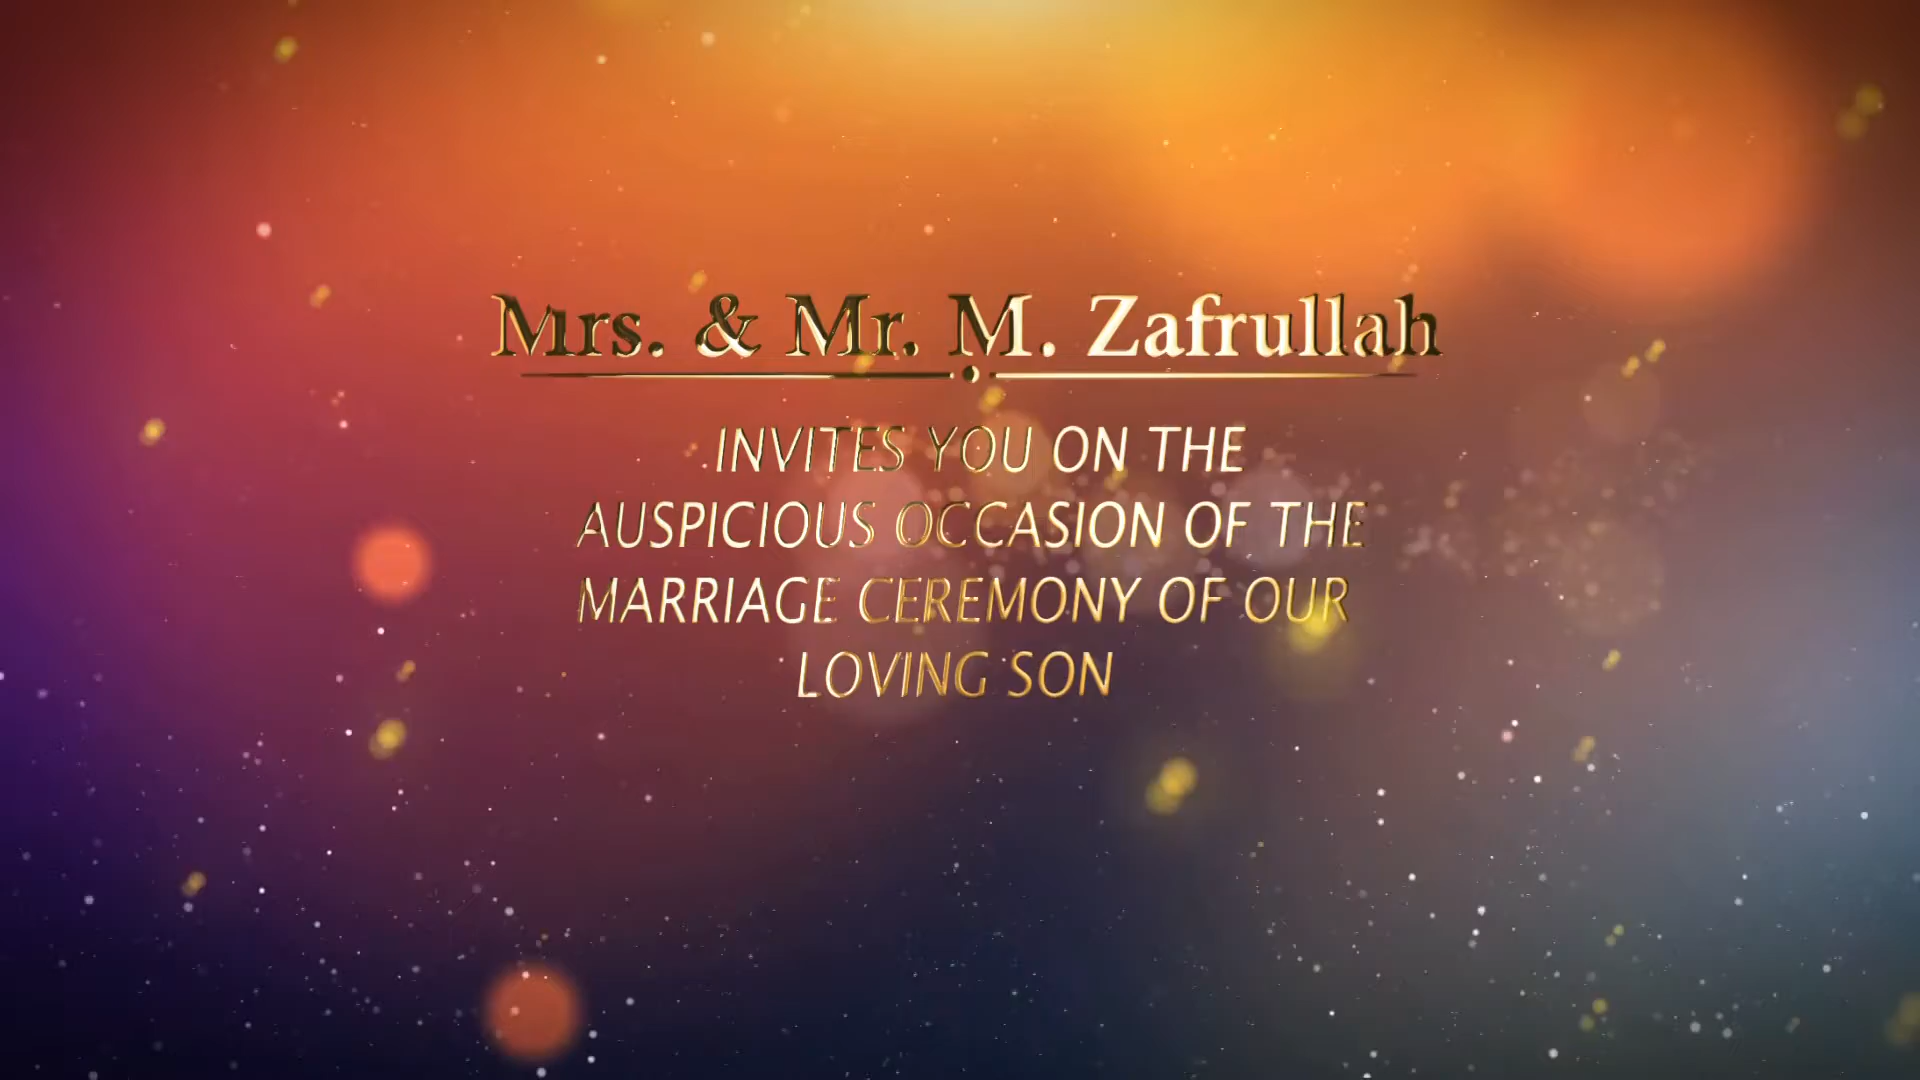 Mrs. & Mr. M. Zafrullah
INVITES YOU ON THE
AUSPICIOUS OCCASION OF THE
MARRIAGE CEREMONY OF OUR
LOVING SON